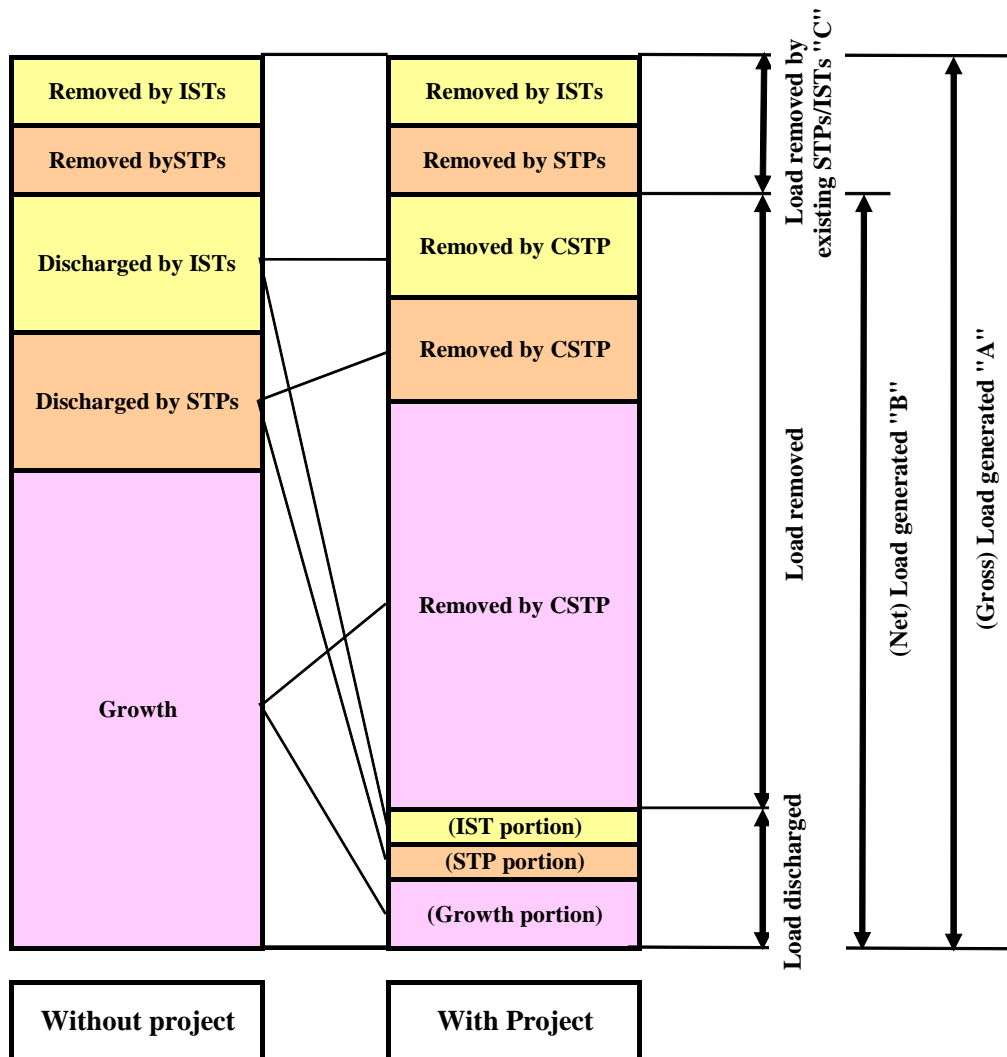 Removed by ISTs
Removed bySTPs
Discharged by ISTs
Discharged by STPs
Growth
Without project
Removed by ISTs
Removed by STPs
Removed by CSTP
Removed by CSTP
Removed by CSTP
(IST portion)
(STP portion)
(Growth portion)
With Project
Load removed by
existing STPs/ISTs "C"
Load removed
Load discharged
(Net) Load generated "B"
(Gross) Load generated "A"